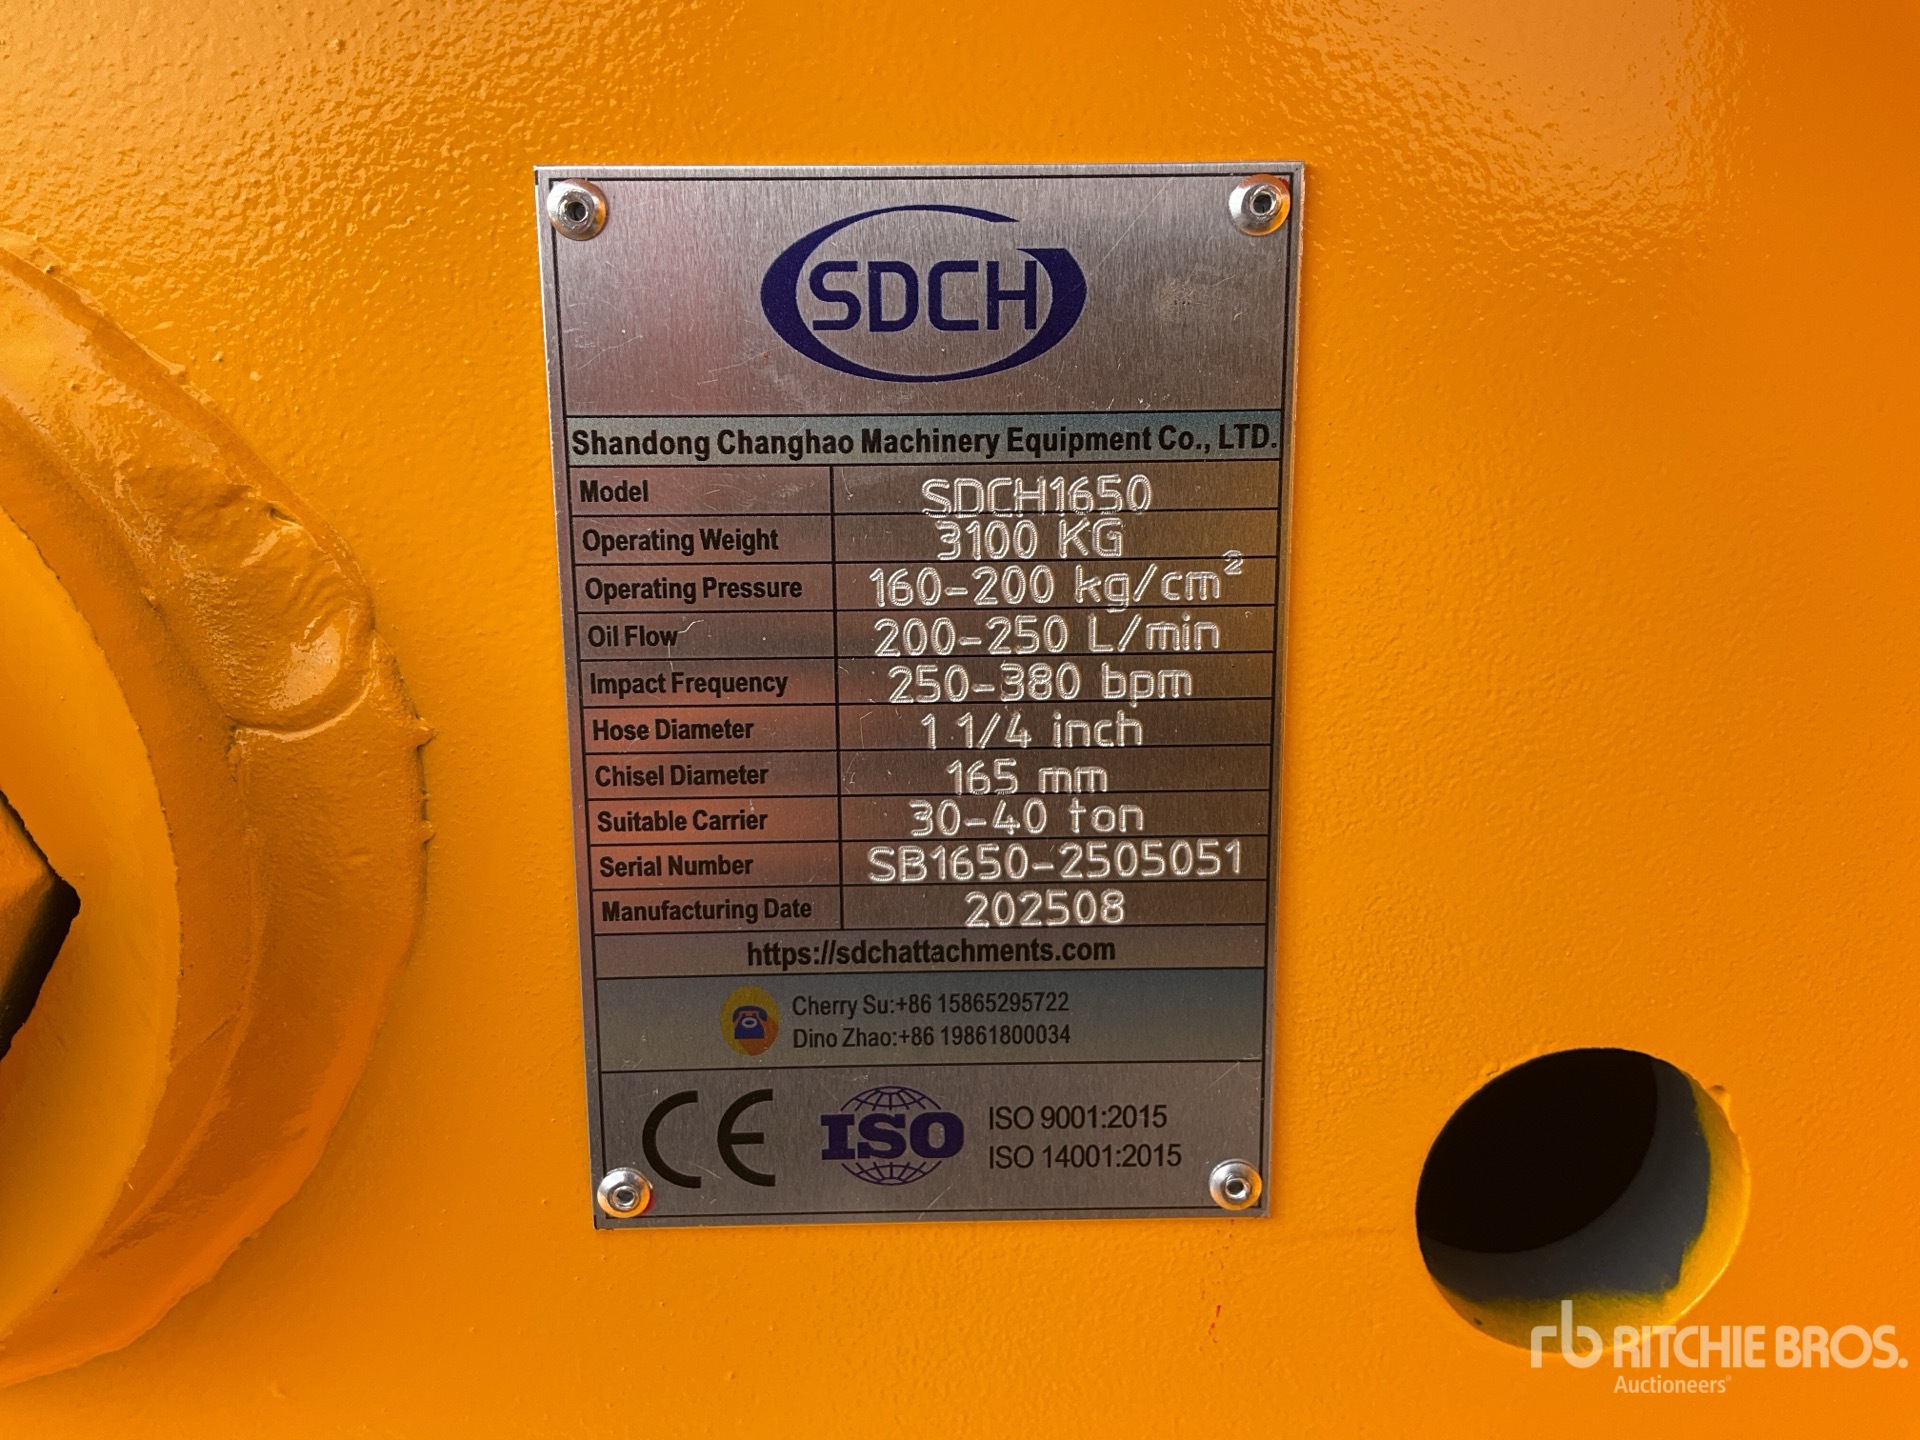 SDCH
Shandong Changhao Machinery Equipment Co., LTD.
Model SDCH1650
Operating Weight 3100 KG
Operating Pressure 160-200 kg/cm²
Oil Flow 200-250 L/min
Impact Frequency 250-380 bpm
Hose Diameter 1 1/4 inch
Chisel Diameter 165 mm
Suitable Carrier 30-40 ton
Serial Number SB1650-2505051
Manufacturing Date 202508
https://sdchattachments.com
Cherry Su:+86 15865295722
Dino Zhao:+86 19861800034
CE ISO ISO 9001:2015
ISO 14001:2015
rb RITCHIE BROS.
Auctioneers®